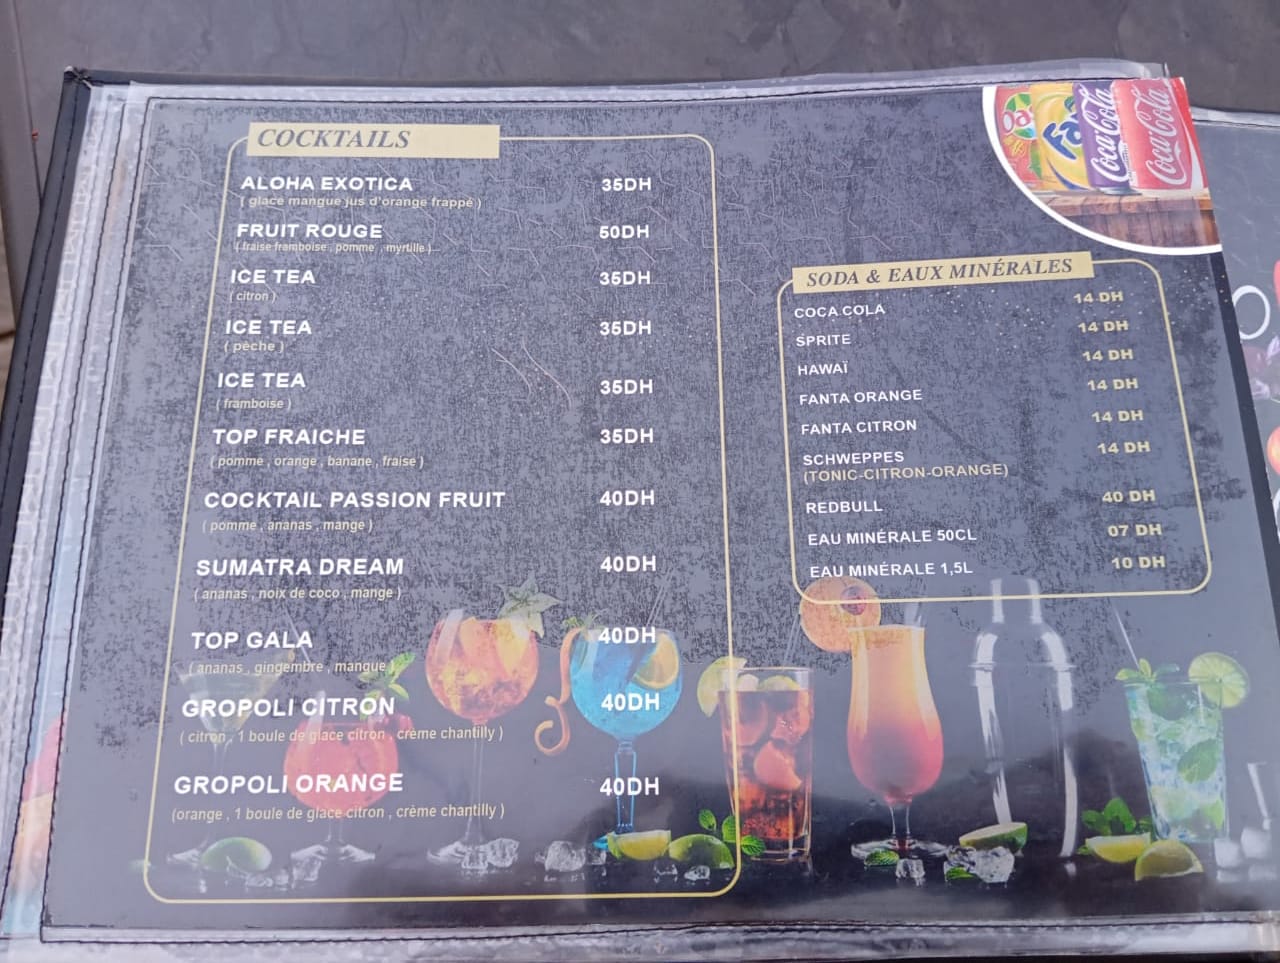 COCKTAILS
ALOHA EXOTICA 35DH
( glace mangue jus d'orange frappé )
FRUIT ROUGE 50DH
( fraise framboise , pomme , myrtille )
ICE TEA 35DH
( citron )
ICE TEA 35DH
( pèche )
ICE TEA 35DH
( framboise )
TOP FRAICHE 35DH
( pomme , orange , banane , fraise )
COCKTAIL PASSION FRUIT 40DH
( pomme , ananas , mange )
SUMATRA DREAM 40DH
( ananas , noix de coco , mange )
TOP GALA 40DH
( ananas , gingembre , mangue )
GROPOLI CITRON 40DH
( citron , 1 boule de glace citron , crème chantilly )
GROPOLI ORANGE 40DH
(orange , 1 boule de glace citron , crème chantilly )
Coca-Cola
Coca-Cola
SODA & EAUX MINÉRALES
COCA COLA 14 DH
SPRITE 14 DH
HAWAÏ 14 DH
FANTA ORANGE 14 DH
FANTA CITRON 14 DH
SCHWEPPES 14 DH
(TONIC-CITRON-ORANGE)
REDBULL 40 DH
EAU MINÉRALE 50CL 07 DH
EAU MINÉRALE 1,5L 10 DH